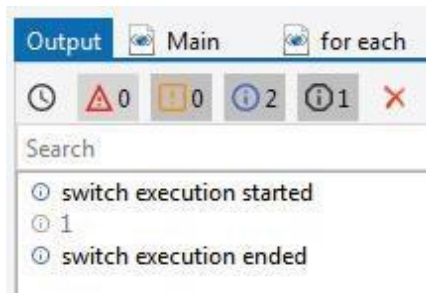 Output Main for each
0 0 2 1
Search
switch execution started
1
switch execution ended